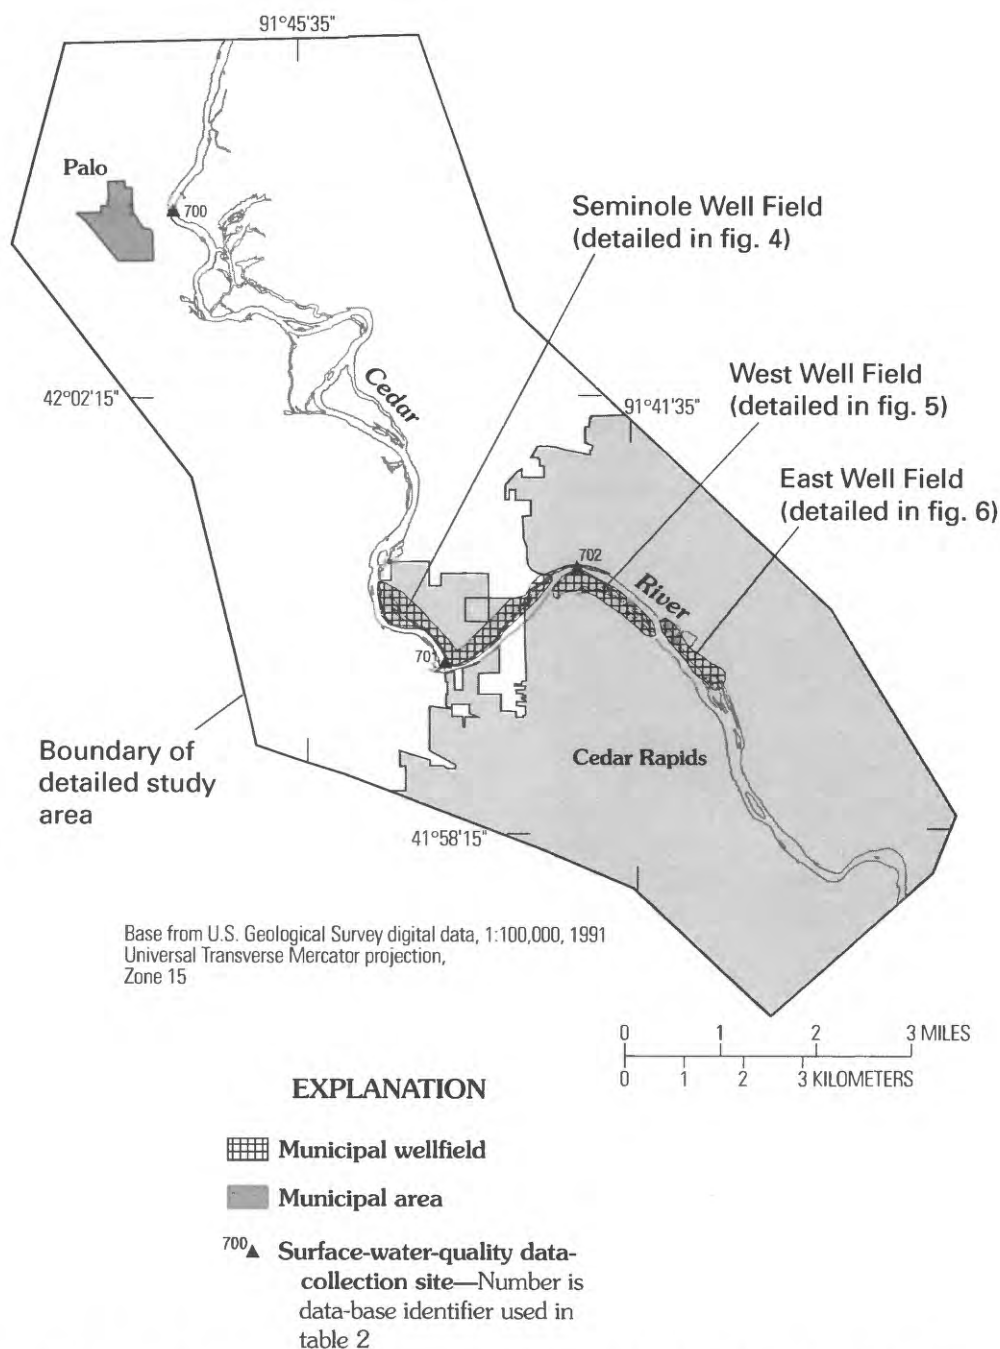 91°45'35"
Palo
700
Seminole Well Field
(detailed in fig. 4)
Cedar
42°02'15"
West Well Field
(detailed in fig. 5)
91°41'35"
East Well Field
(detailed in fig. 6)
702
River
701
Boundary of
detailed study
area
Cedar Rapids
41°58'15"
Base from U.S. Geological Survey digital data, 1:100,000, 1991
Universal Transverse Mercator projection,
Zone 15
0 1 2 3 MILES
0 1 2 3 KILOMETERS
EXPLANATION
Municipal wellfield
Municipal area
700 Surface-water-quality data-
collection site—Number is
data-base identifier used in
table 2